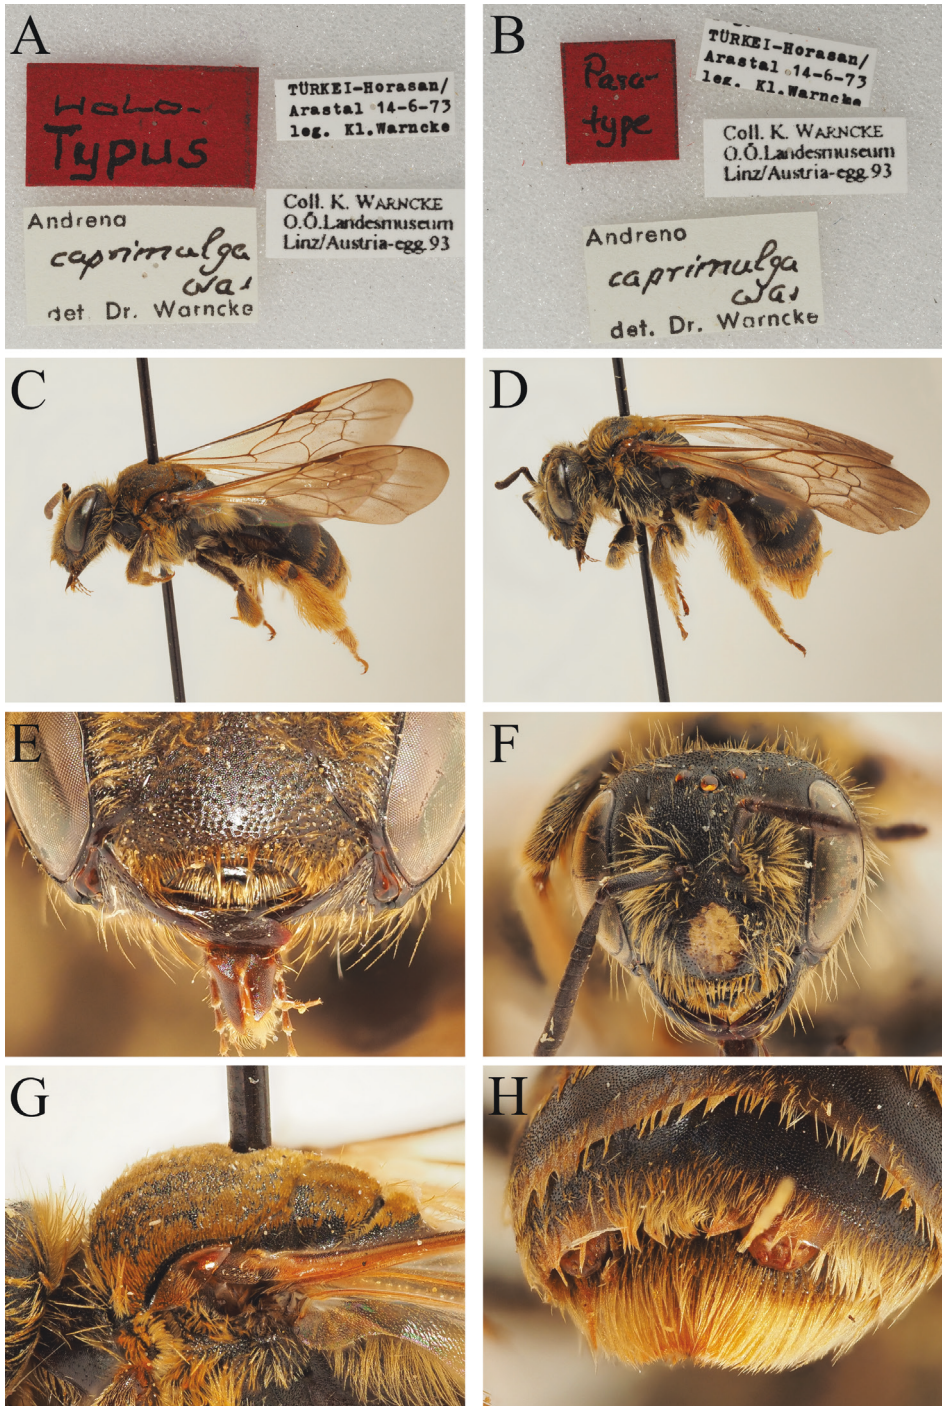 A
Holo-
Typus
TÜRKEI-Horasan/
Arastal 14-6-73
leg. Kl.Warncke
Andrena
caprimulga
War
det. Dr. Warncke
Coll. K. WARNCKE
O.Ö.Landesmuseum
Linz/Austria-egg.93
B
Para-
type
TÜRKEI-Horasan/
Arastal 14-6-73
leg. Kl.Warncke
Coll. K. WARNCKE
O.Ö.Landesmuseum
Linz/Austria-egg.93
Andreno
caprimulga
War
det. Dr. Warncke
C
D
E
F
G
H